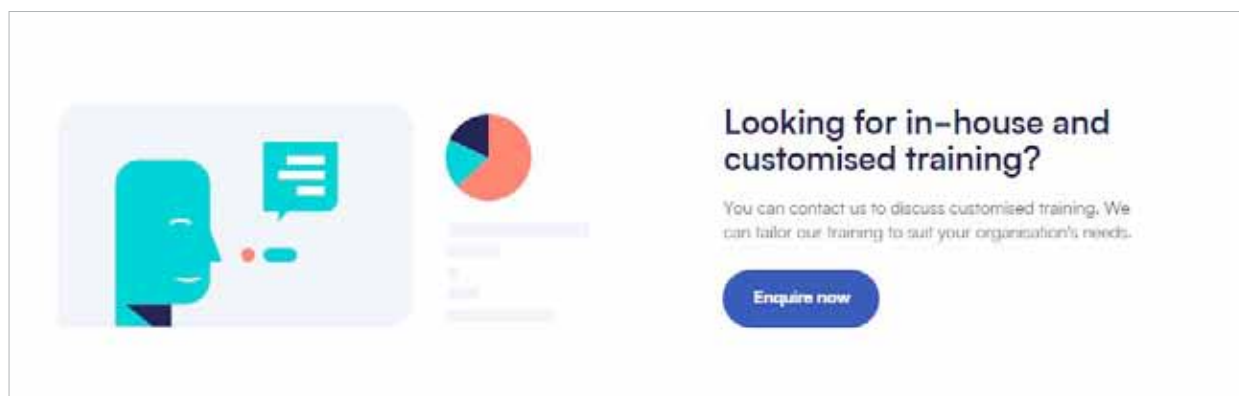 Looking for in-house and
customised training?
You can contact us to discuss customised training. We
can tailor our training to suit your organisation's needs.
Enquire now